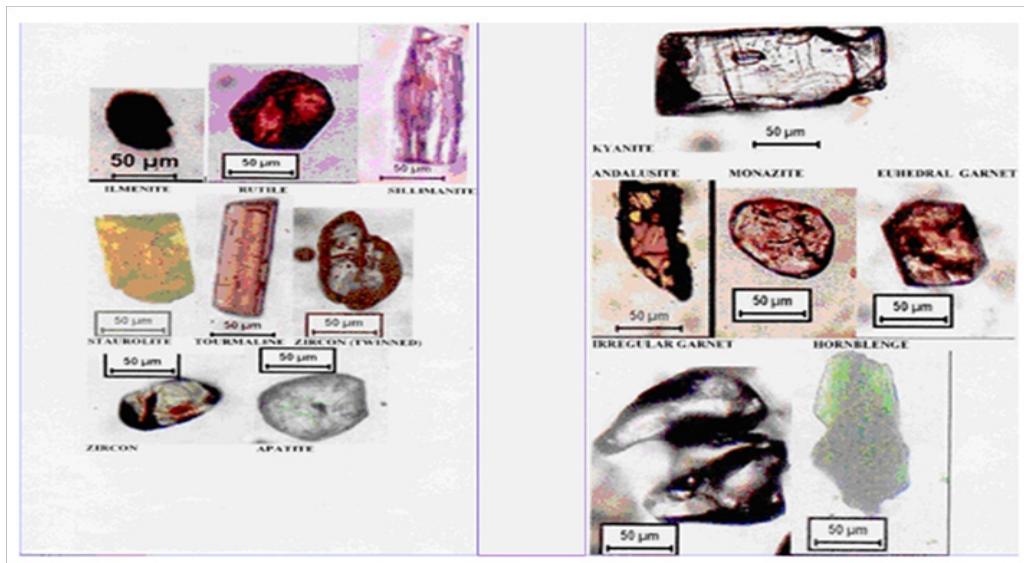 50 µm
50 µm
50 µm
ILMENITE
RUTILE
SILLIMANITE
50 µm
50 µm
50 µm
STAUROLITE
TOURMALINE
ZIRCON (TWINNED)
50 µm
50 µm
ZIRCON
APATITE
50 µm
KYANITE
ANDALUSITE
MONAZITE
EUHEDRAL GARNET
50 µm
50 µm
50 µm
IRREGULAR GARNET
HORNBLENGE
50 µm
50 µm